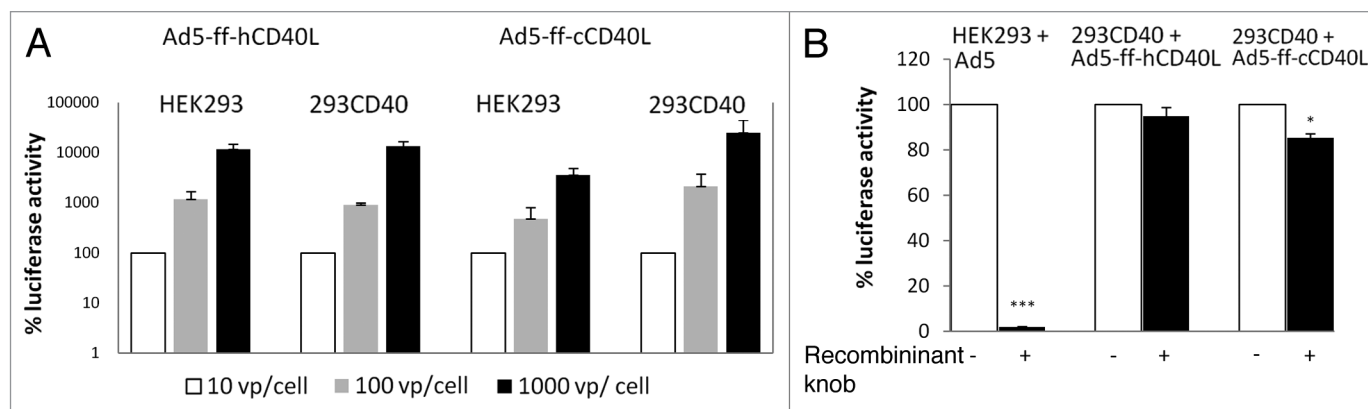 A
Ad5-ff-hCD40L Ad5-ff-cCD40L
HEK293 293CD40 HEK293 293CD40
% luciferase activity
100000
10000
1000
100
10
1
10 vp/cell 100 vp/cell 1000 vp/ cell
B
HEK293 + 293CD40 + 293CD40 +
Ad5 Ad5-ff-hCD40L Ad5-ff-cCD40L
% luciferase activity
120
100
80
60
40
20
0
***
*
Recombininant - + - + - +
knob